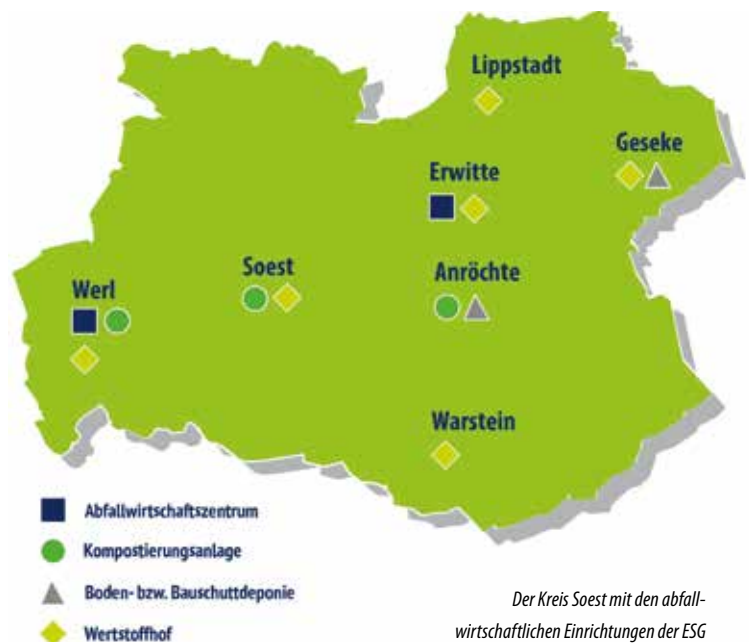 Lippstadt
Geseke
Erwitte
Soest
Anröchte
Werl
Warstein
Abfallwirtschaftszentrum
Kompostierungsanlage
Boden- bzw. Bauschuttdeponie
Wertstoffhof
Der Kreis Soest mit den abfall-
wirtschaftlichen Einrichtungen der ESG